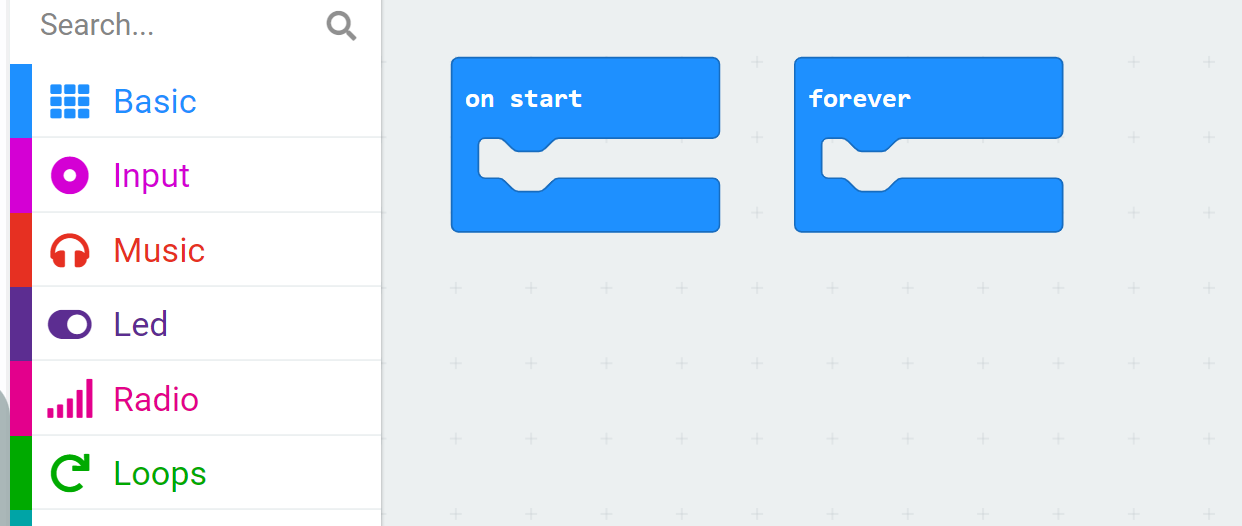 Search...
Basic
Input
Music
Led
Radio
Loops
on start
forever